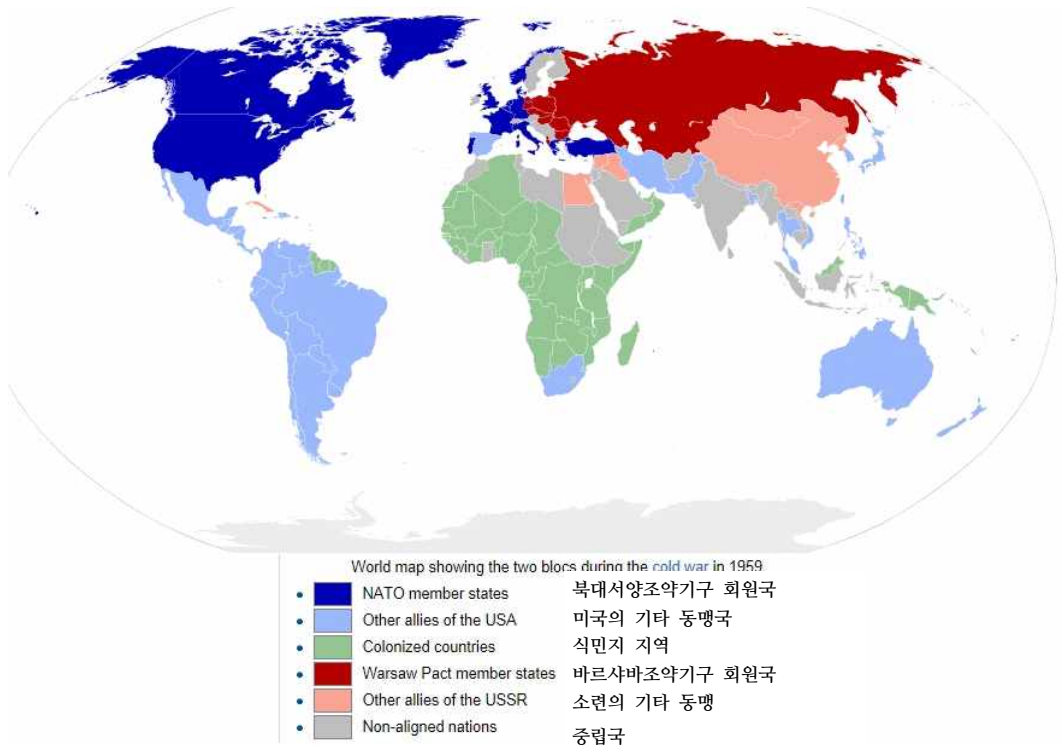 World map showing the two blocs during the cold war in 1959
NATO member states 북대서양조약기구 회원국
Other allies of the USA 미국의 기타 동맹국
Colonized countries 식민지 지역
Warsaw Pact member states 바르샤바조약기구 회원국
Other allies of the USSR 소련의 기타 동맹
Non-aligned nations 중립국